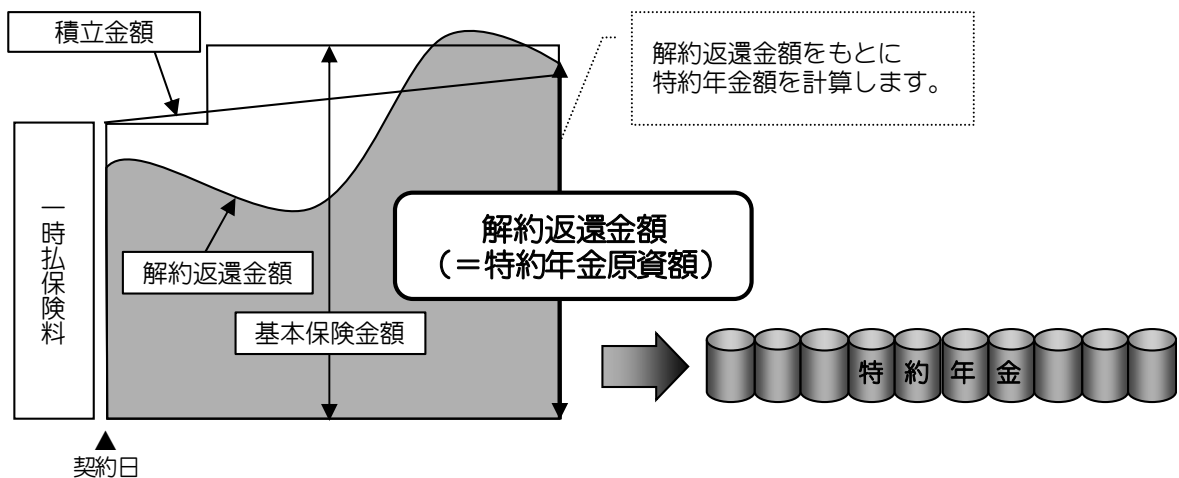 積立金額
解約返還金額をもとに
特約年金額を計算します。
一時払保険料
解約返還金額
（＝特約年金原資額）
解約返還金額
基本保険金額
特約年金
▲
契約日